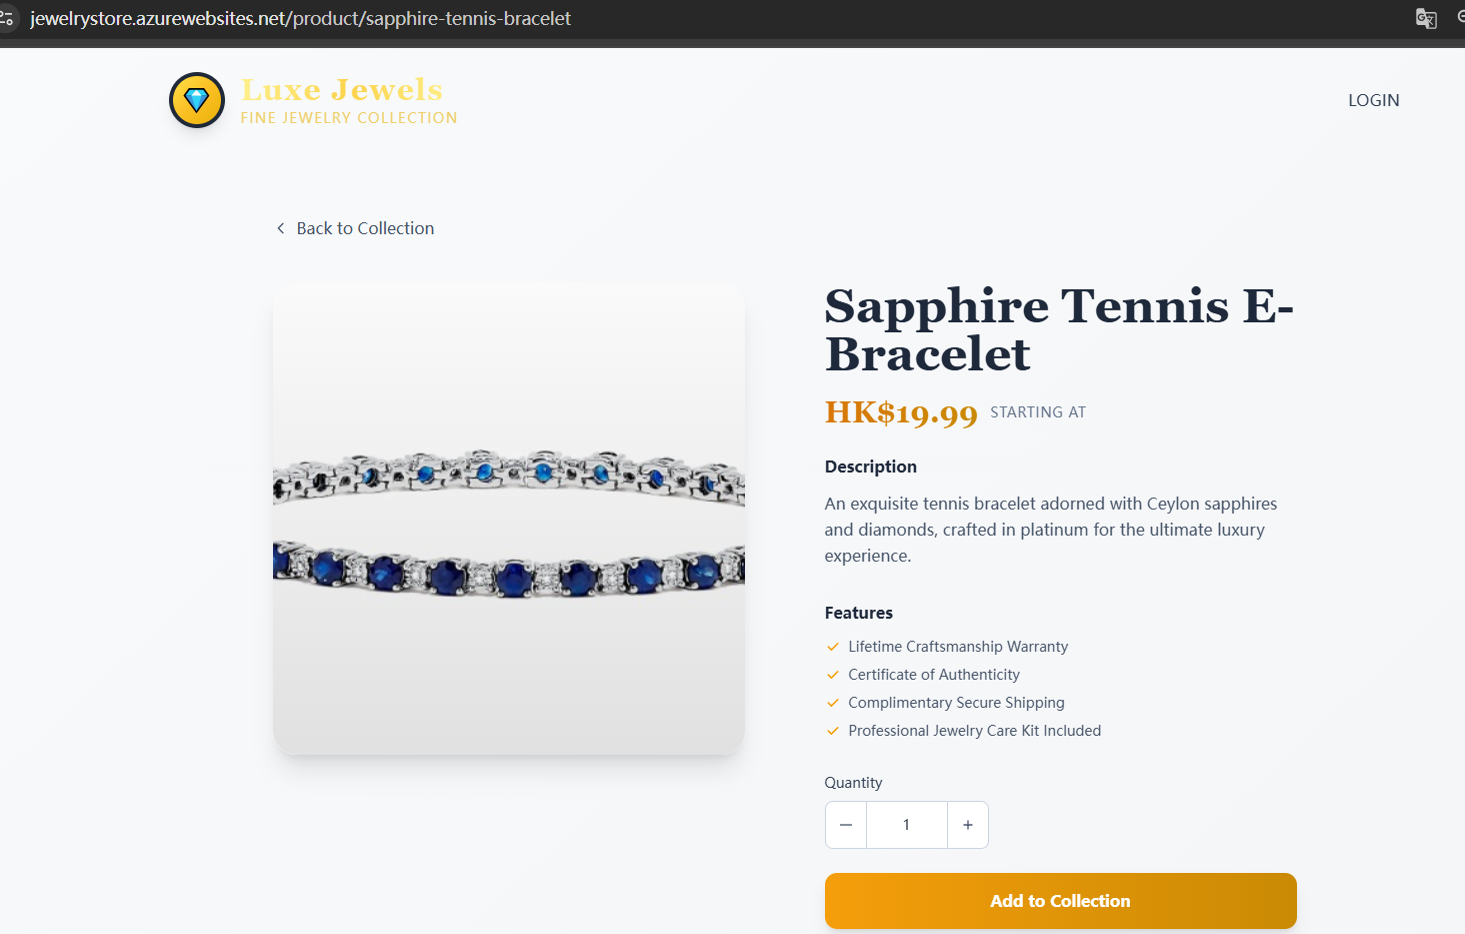 jewelrystore.azurewebsites.net/product/sapphire-tennis-bracelet
Luxe Jewels
FINE JEWELRY COLLECTION
LOGIN
Back to Collection
Sapphire Tennis E-
Bracelet
HK$19.99 STARTING AT
Description
An exquisite tennis bracelet adorned with Ceylon sapphires
and diamonds, crafted in platinum for the ultimate luxury
experience.
Features
Lifetime Craftsmanship Warranty
Certificate of Authenticity
Complimentary Secure Shipping
Professional Jewelry Care Kit Included
Quantity
— 1 +
Add to Collection